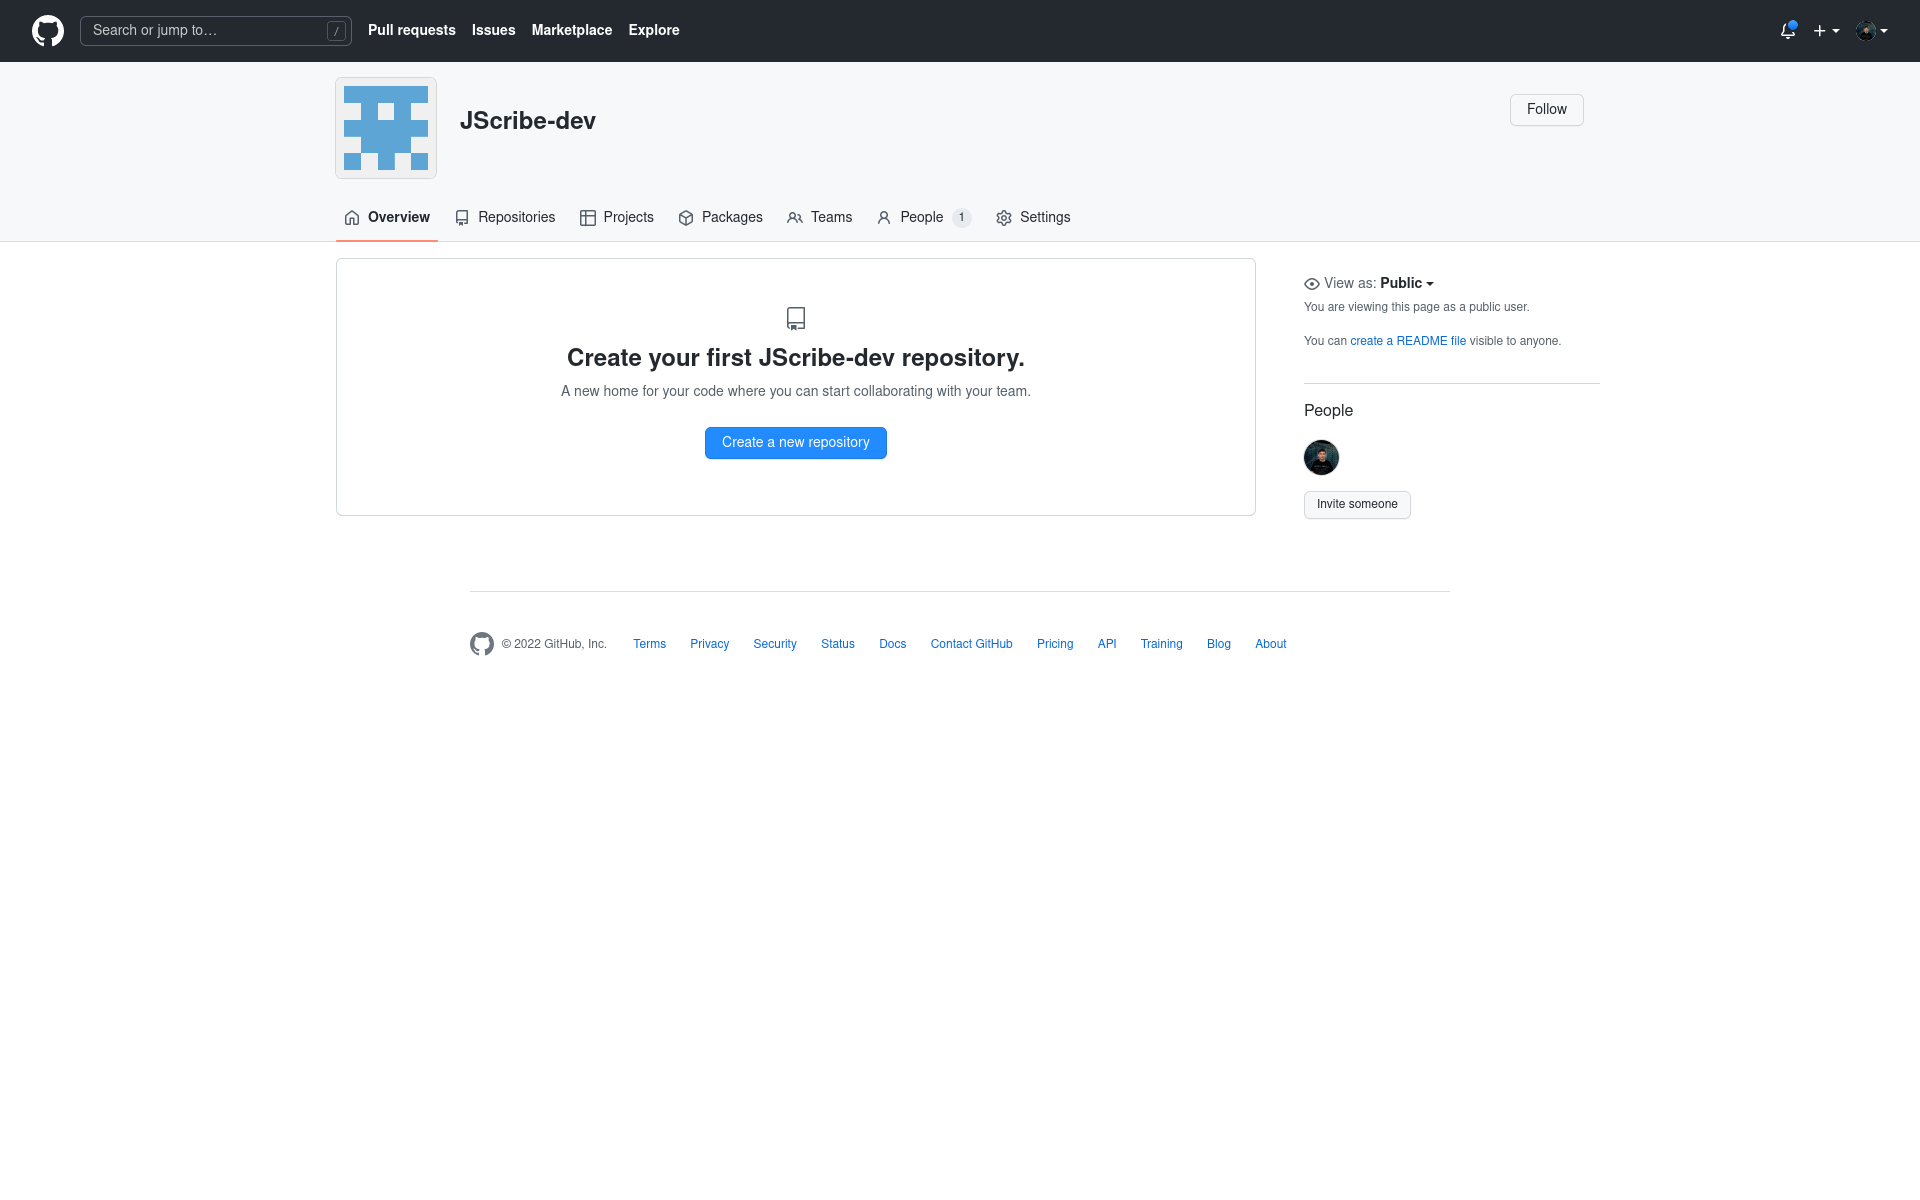 Search or jump to… /
Pull requests Issues Marketplace Explore
JScribe-dev
Follow
Overview Repositories Projects Packages Teams People 1 Settings
Create your first JScribe-dev repository.
A new home for your code where you can start collaborating with your team.
Create a new repository
View as: Public
You are viewing this page as a public user.
You can create a README file visible to anyone.
People
Invite someone
© 2022 GitHub, Inc. Terms Privacy Security Status Docs Contact GitHub Pricing API Training Blog About